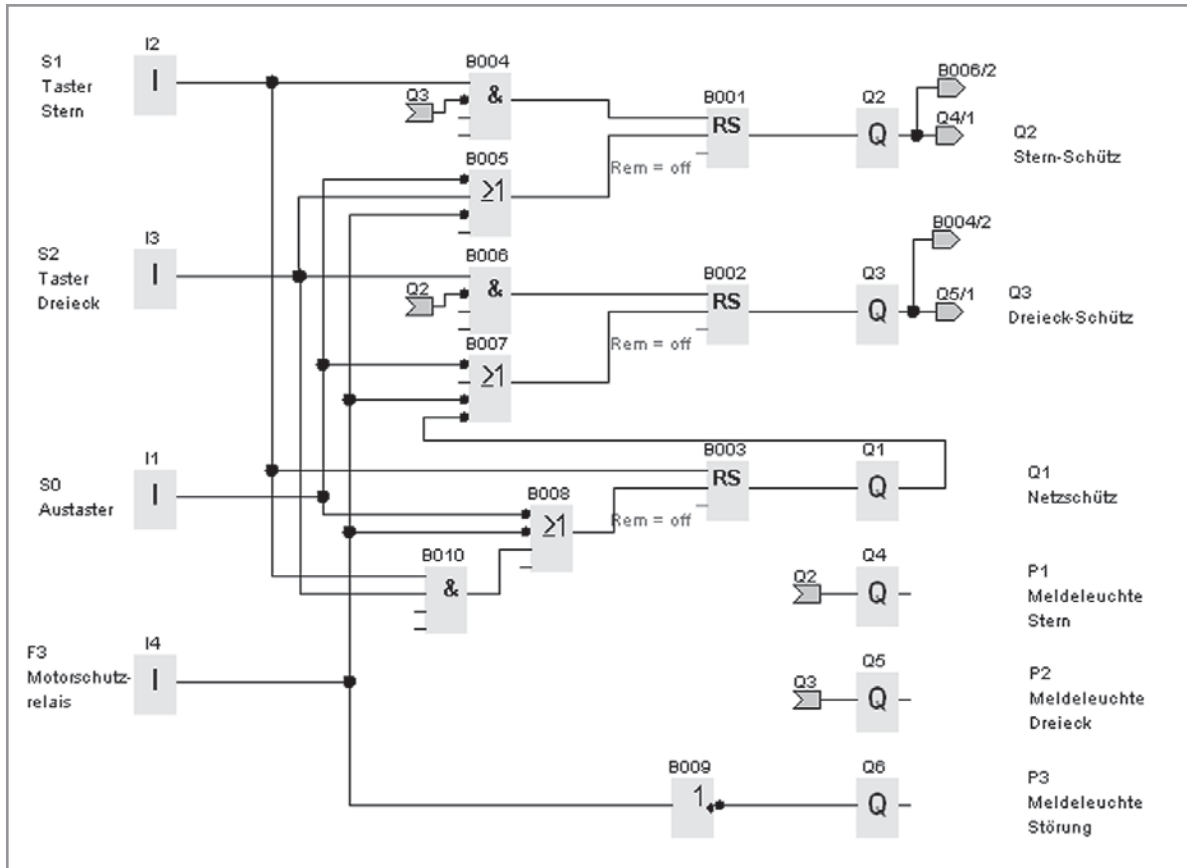 I2
S1
Taster
Stern
I
B004
Q3
&
B001
RS
Rem = off
Q2
Q
B006/2
Q4/1
Q2
Stern-Schütz
B005
≥1
I3
S2
Taster
Dreieck
I
B006
Q2
&
B002
RS
Rem = off
Q3
Q
B004/2
Q5/1
Q3
Dreieck-Schütz
B007
≥1
I1
S0
Austaster
I
B008
≥1
B003
RS
Rem = off
Q1
Q
Q1
Netzschütz
B010
&
Q4
Q2
Q
P1
Meldeleuchte
Stern
I4
F3
Motorschutz-
relais
I
Q5
Q3
Q
P2
Meldeleuchte
Dreieck
B009
1
Q6
Q
P3
Meldeleuchte
Störung